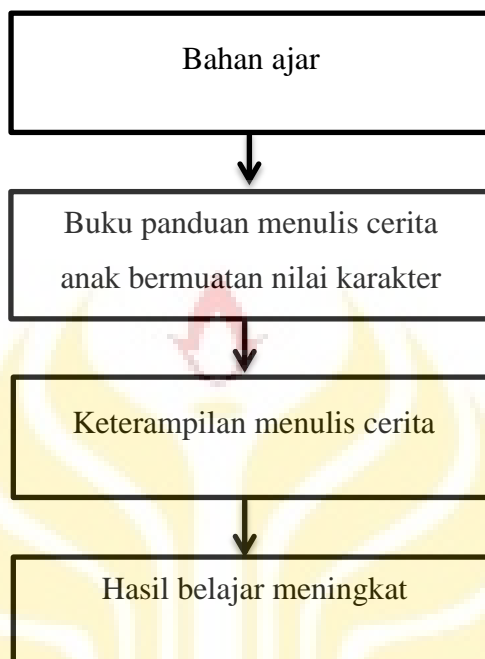 Bahan ajar
Buku panduan menulis cerita
anak bermuatan nilai karakter
Keterampilan menulis cerita
Hasil belajar meningkat